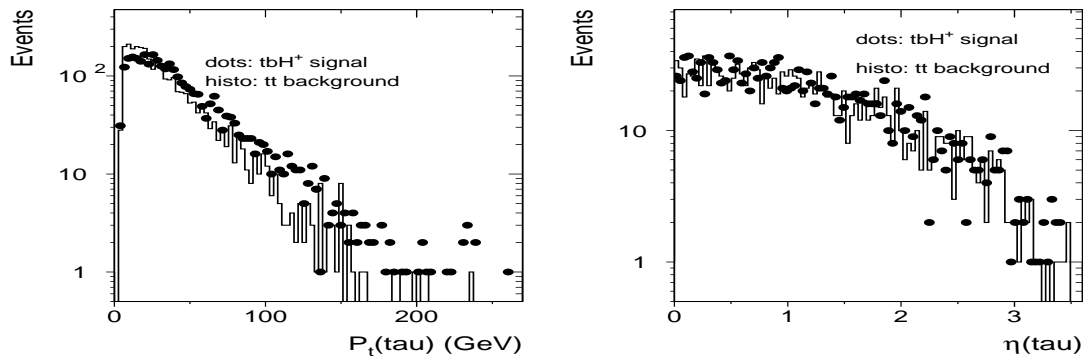 Events
10 2
10
1
dots: tbH+ signal
histo: tt background
0 100 200
Pt(tau) (GeV)
Events
10
1
dots: tbH+ signal
histo: tt background
0 1 2 3
η(tau)